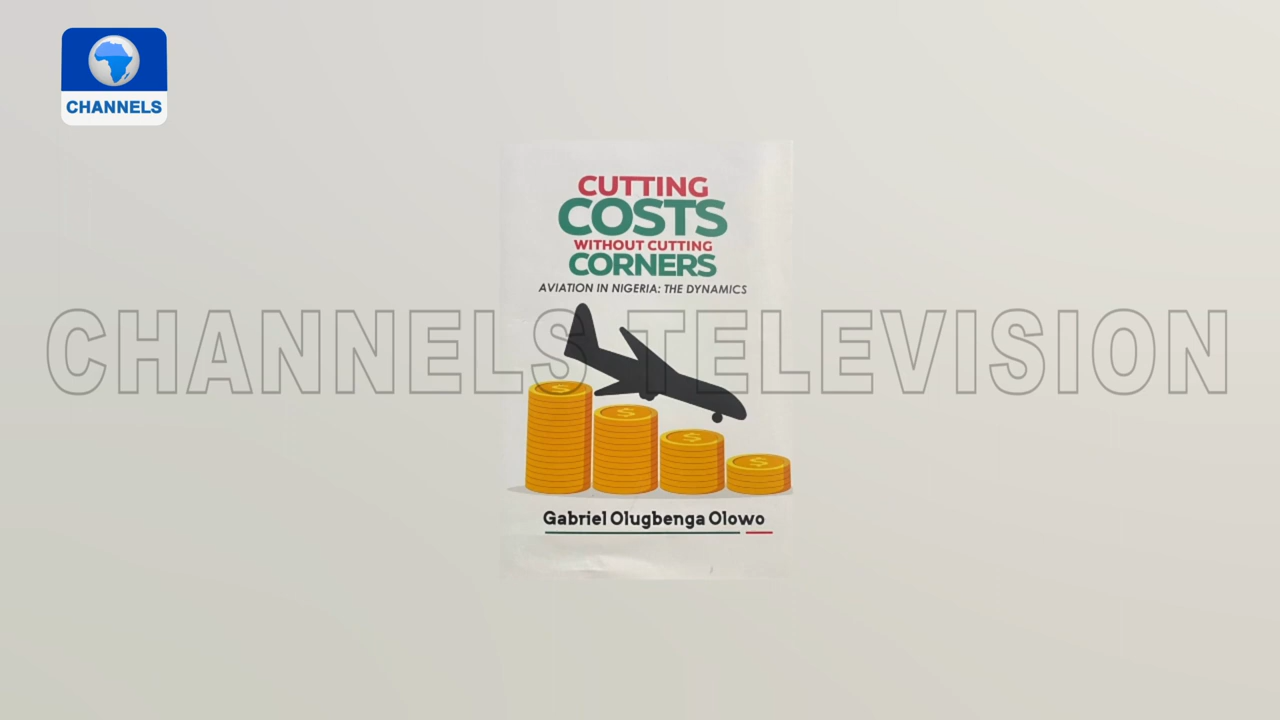 CHANNELS
CUTTING
COSTS
WITHOUT CUTTING
CORNERS
AVIATION IN NIGERIA: THE DYNAMICS
CHANNELS TELEVISION
Gabriel Olugbenga Olowo